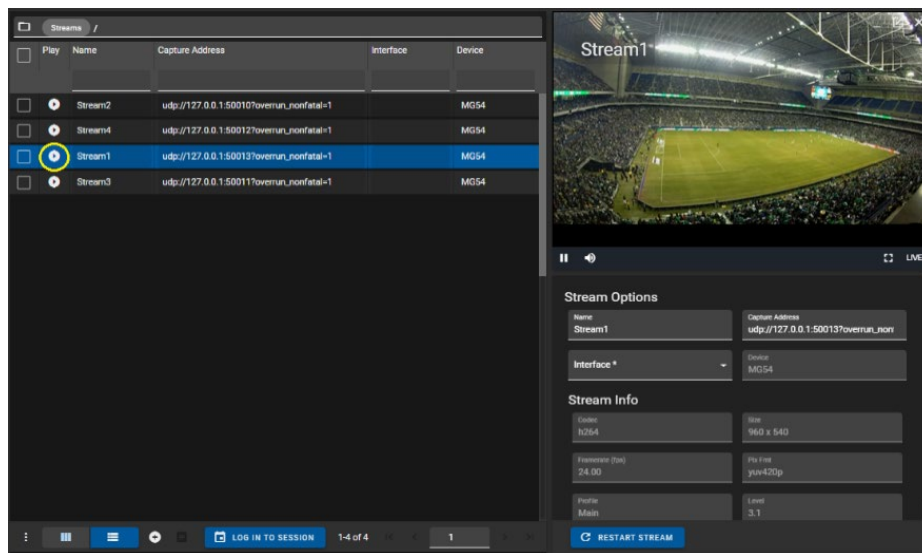 Streams /
Play Name Capture Address Interface Device
Stream2 udp://127.0.0.1:50010?overrun_nonfatal=1 MG54
Stream4 udp://127.0.0.1:50012?overrun_nonfatal=1 MG54
Stream1 udp://127.0.0.1:50013?overrun_nonfatal=1 MG54
Stream3 udp://127.0.0.1:50011?overrun_nonfatal=1 MG54
LOG IN TO SESSION 1-4 of 4 1
Stream1
LIVE
Stream Options
Name
Stream1
Capture Address
udp://127.0.0.1:50013?overrun_non
Interface *
Device
MG54
Stream Info
Codec
h264
Size
960 x 540
Framerate (fps)
24.00
Pix Fmt
yuv420p
Profile
Main
Level
3.1
RESTART STREAM